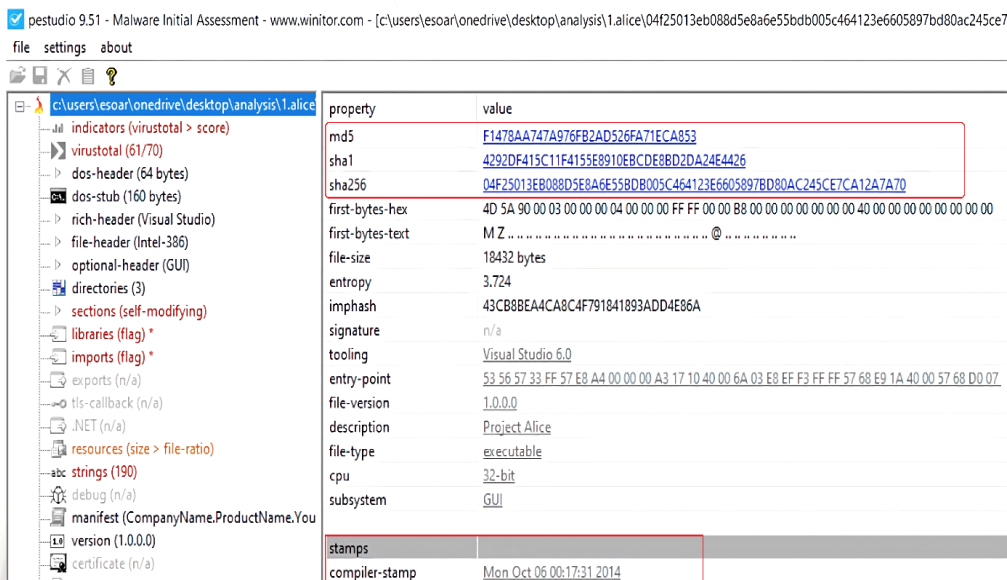 pestudio 9.51 - Malware Initial Assessment - www.winitor.com - [c:\users\esoar\onedrive\desktop\analysis\1.alice\04f25013eb088d5e8a6e55bdb005c464123e6605897bd80ac245ce7
file settings about
c:\users\esoar\onedrive\desktop\analysis\1.alice
indicators (virustotal > score)
virustotal (61/70)
dos-header (64 bytes)
dos-stub (160 bytes)
rich-header (Visual Studio)
file-header (Intel-386)
optional-header (GUI)
directories (3)
sections (self-modifying)
libraries (flag) *
imports (flag) *
exports (n/a)
tls-callback (n/a)
.NET (n/a)
resources (size > file-ratio)
abc strings (190)
debug (n/a)
manifest (CompanyName.ProductName.You
1.0 version (1.0.0.0)
certificate (n/a)
property value
md5 F1478AA747A976FB2AD526FA71ECA853
sha1 4292DF415C11F4155E8910EBCDE8BD2DA24E4426
sha256 04F25013EB088D5E8A6E55BDB005C464123E6605897BD80AC245CE7CA12A7A70
first-bytes-hex 4D 5A 90 00 03 00 00 00 04 00 00 00 FF FF 00 00 B8 00 00 00 00 00 00 00 40 00 00 00 00 00 00 00
first-bytes-text M Z .. .. .. .. .. .. .. .. .. .. .. .. .. .. .. .. .. .. .. .. .. .. @ .. .. .. .. .. .. ..
file-size 18432 bytes
entropy 3.724
imphash 43CB8BEA4CA8C4F791841893ADD4E86A
signature n/a
tooling Visual Studio 6.0
entry-point 53 56 57 33 FF 57 E8 A4 00 00 00 A3 17 10 40 00 6A 03 E8 EF F3 FF FF 57 68 E9 1A 40 00 57 68 D0 07
file-version 1.0.0.0
description Project Alice
file-type executable
cpu 32-bit
subsystem GUI
stamps
compiler-stamp Mon Oct 06 00:17:31 2014